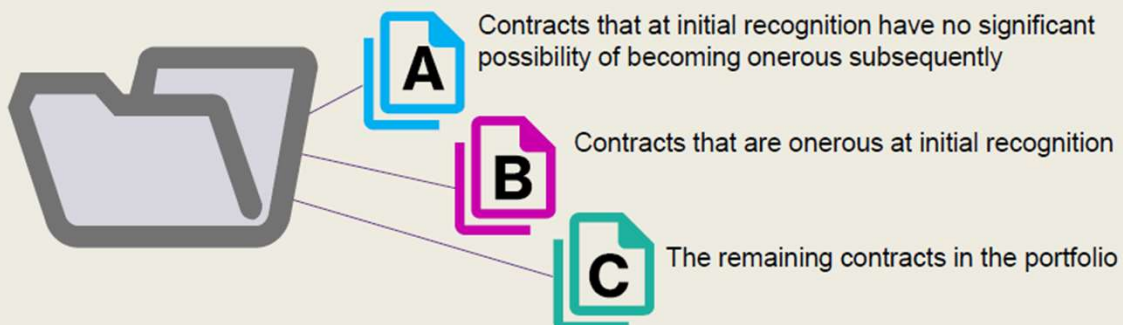 A
Contracts that at initial recognition have no significant
possibility of becoming onerous subsequently
B
Contracts that are onerous at initial recognition
C
The remaining contracts in the portfolio